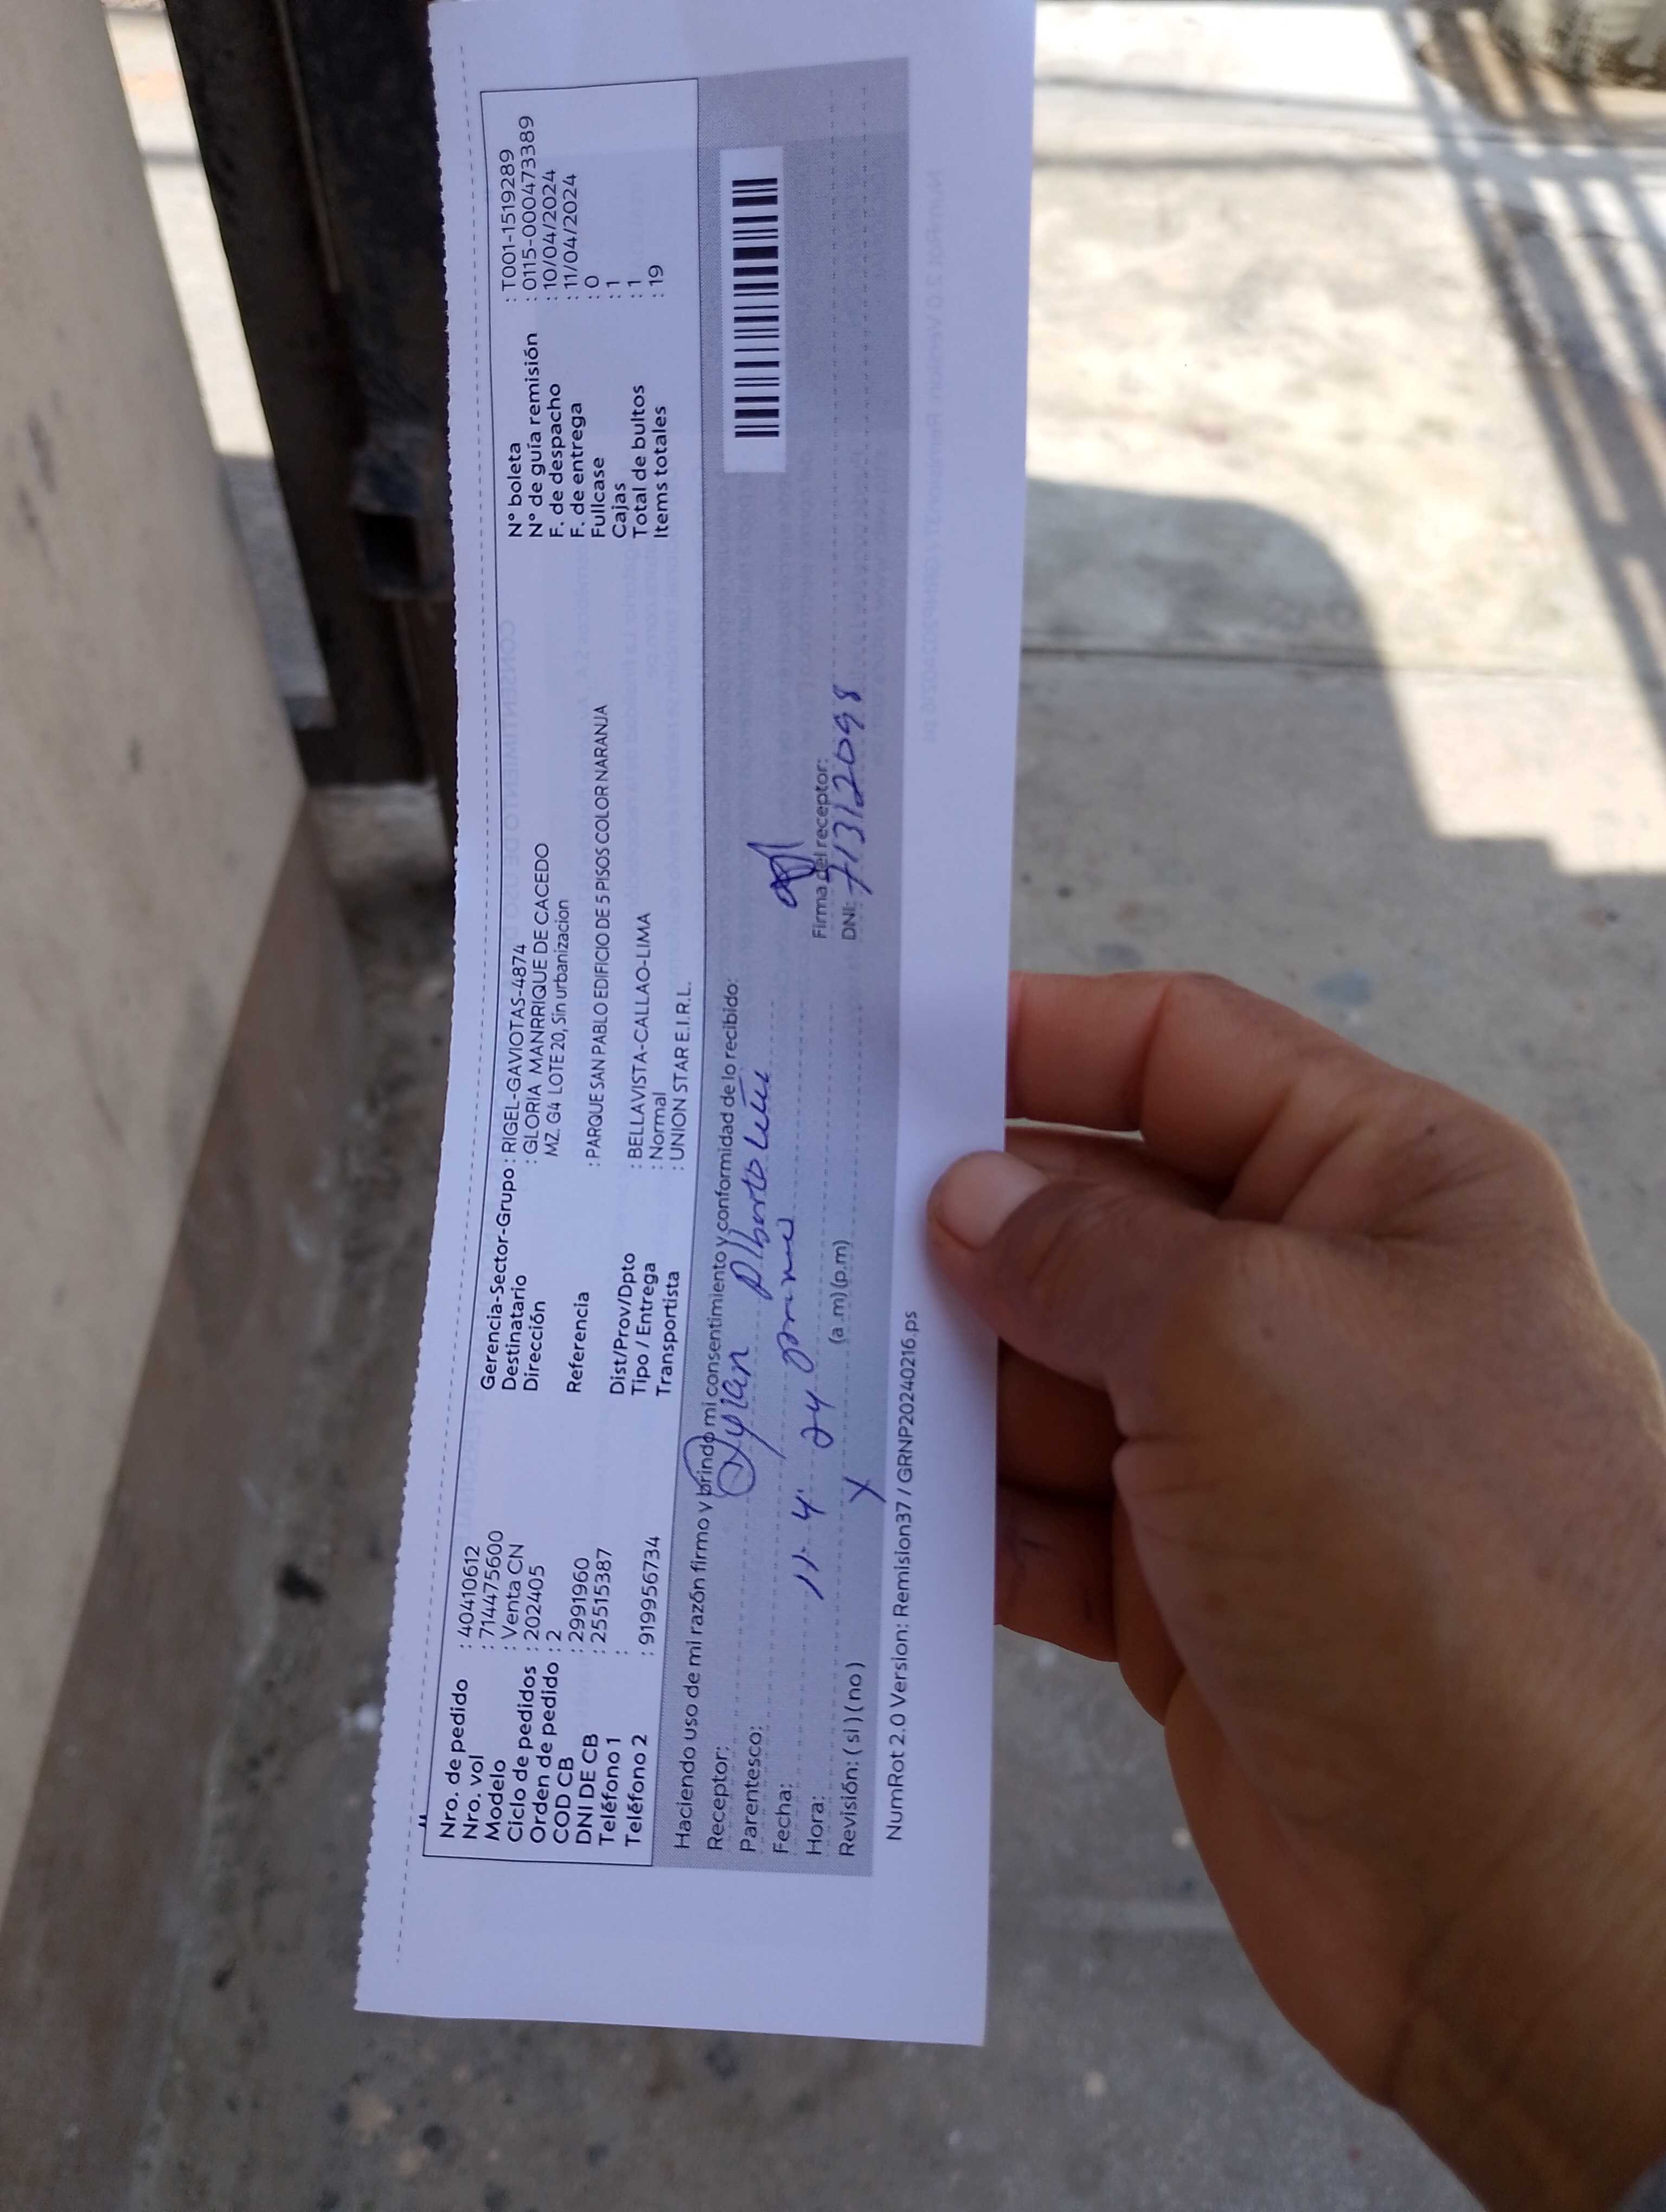 Nro. de pedido : 40410612
Nro. vol : 714475600
Modelo : Venta CN
Ciclo de pedidos : 202405
Orden de pedido : 2
COD CB : 2991960
DNI DE CB : 25515387
Teléfono 1 :
Teléfono 2 : 919956734
Gerencia-Sector-Grupo : RIGEL-GAVIOTAS-4874
Destinatario : GLORIA MANRRIQUE DE CACEDO
Dirección MZ. G4 LOTE 20, Sin urbanizacion
Referencia : PARQUE SAN PABLO EDIFICIO DE 5 PISOS COLOR NARANJA
Dist/Prov/Dpto : BELLAVISTA-CALLAO-LIMA
Tipo / Entrega : Normal
Transportista : UNION STAR E.I.R.L.
N° boleta : T001-1519289
N° de guía remisión : 0115-0000473389
F. de despacho : 10/04/2024
F. de entrega : 11/04/2024
Fullcase : 0
Cajas : 1
Total de bultos : 1
Items totales : 19
Haciendo uso de mi razón firmo y brindo mi consentimiento y conformidad de lo recibido:
Receptor: Dylan Alberto
Parentesco:
Fecha: 11 4 24
Hora: (a.m) (p.m)
Revisión: ( si ) ( no ) X
Firma del receptor:
DNI: 71312098
NumRot 2.0 Version: Remision37 / GRNP20240216.ps